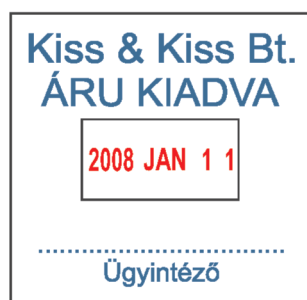 Kiss & Kiss Bt.
ÁRU KIADVA
2008 JAN 1 1
.......................................
Ügyintéző